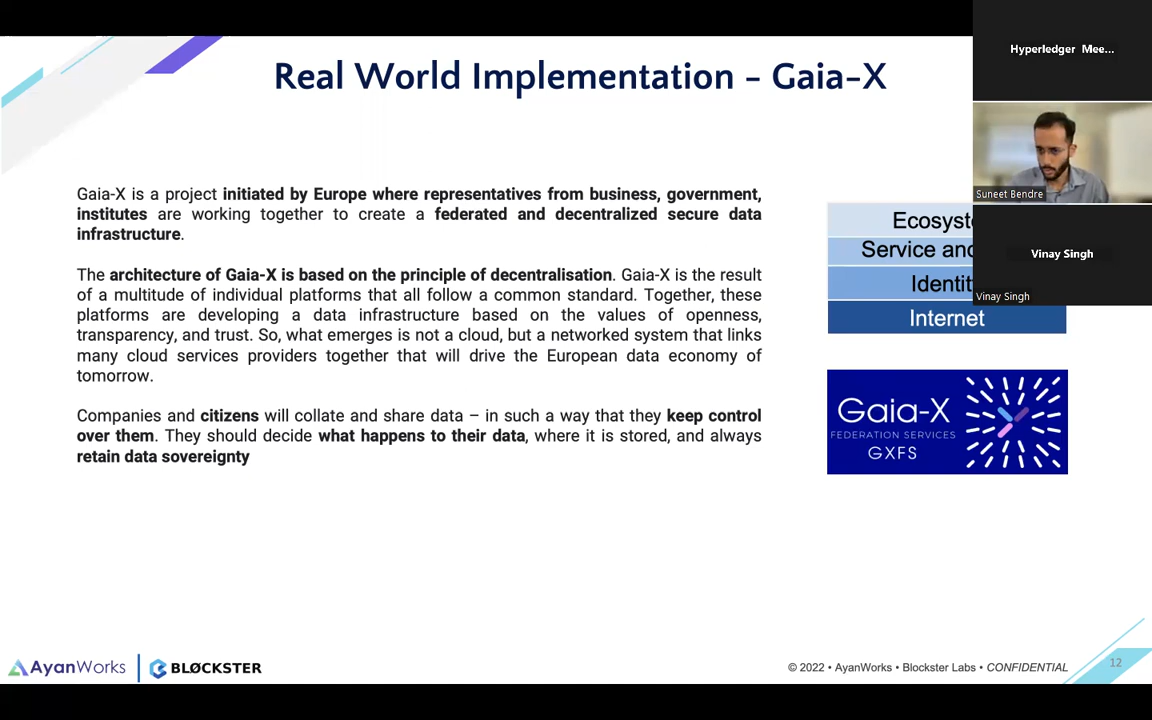 Real World Implementation - Gaia-X
Hyperledger Mee...
Suneet Bendre
Vinay Singh
Vinay Singh
Gaia-X is a project initiated by Europe where representatives from business, government,
institutes are working together to create a federated and decentralized secure data
infrastructure.
The architecture of Gaia-X is based on the principle of decentralisation. Gaia-X is the result
of a multitude of individual platforms that all follow a common standard. Together, these
platforms are developing a data infrastructure based on the values of openness,
transparency, and trust. So, what emerges is not a cloud, but a networked system that links
many cloud services providers together that will drive the European data economy of
tomorrow.
Companies and citizens will collate and share data – in such a way that they keep control
over them. They should decide what happens to their data, where it is stored, and always
retain data sovereignty
Service and
Internet
Gaia-X
FEDERATION SERVICES
GXFS
AyanWorks
BLØCKSTER
© 2022 • AyanWorks • Blockster Labs • CONFIDENTIAL
12